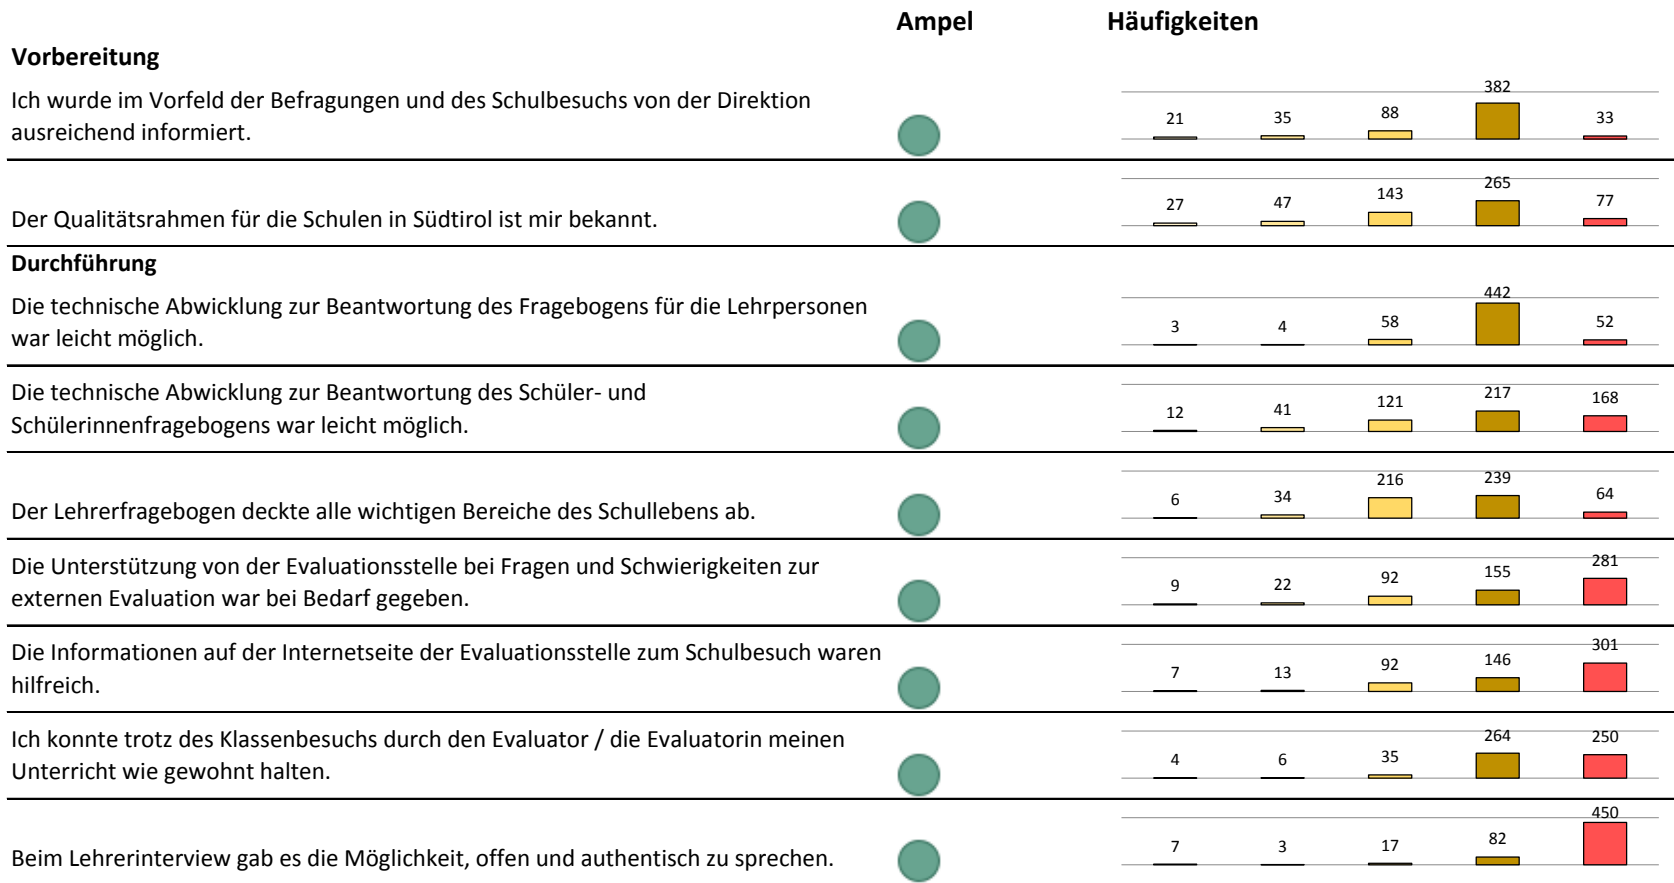 Ampel Häufigkeiten
Vorbereitung
Ich wurde im Vorfeld der Befragungen und des Schulbesuchs von der Direktion
ausreichend informiert.
21 35 88 382 33
Der Qualitätsrahmen für die Schulen in Südtirol ist mir bekannt.
27 47 143 265 77
Durchführung
Die technische Abwicklung zur Beantwortung des Fragebogens für die Lehrpersonen
war leicht möglich.
3 4 58 442 52
Die technische Abwicklung zur Beantwortung des Schüler- und
Schülerinnenfragebogens war leicht möglich.
12 41 121 217 168
Der Lehrerfragebogen deckte alle wichtigen Bereiche des Schullebens ab.
6 34 216 239 64
Die Unterstützung von der Evaluationsstelle bei Fragen und Schwierigkeiten zur
externen Evaluation war bei Bedarf gegeben.
9 22 92 155 281
Die Informationen auf der Internetseite der Evaluationsstelle zum Schulbesuch waren
hilfreich.
7 13 92 146 301
Ich konnte trotz des Klassenbesuchs durch den Evaluator / die Evaluatorin meinen
Unterricht wie gewohnt halten.
4 6 35 264 250
Beim Lehrerinterview gab es die Möglichkeit, offen und authentisch zu sprechen.
7 3 17 82 450